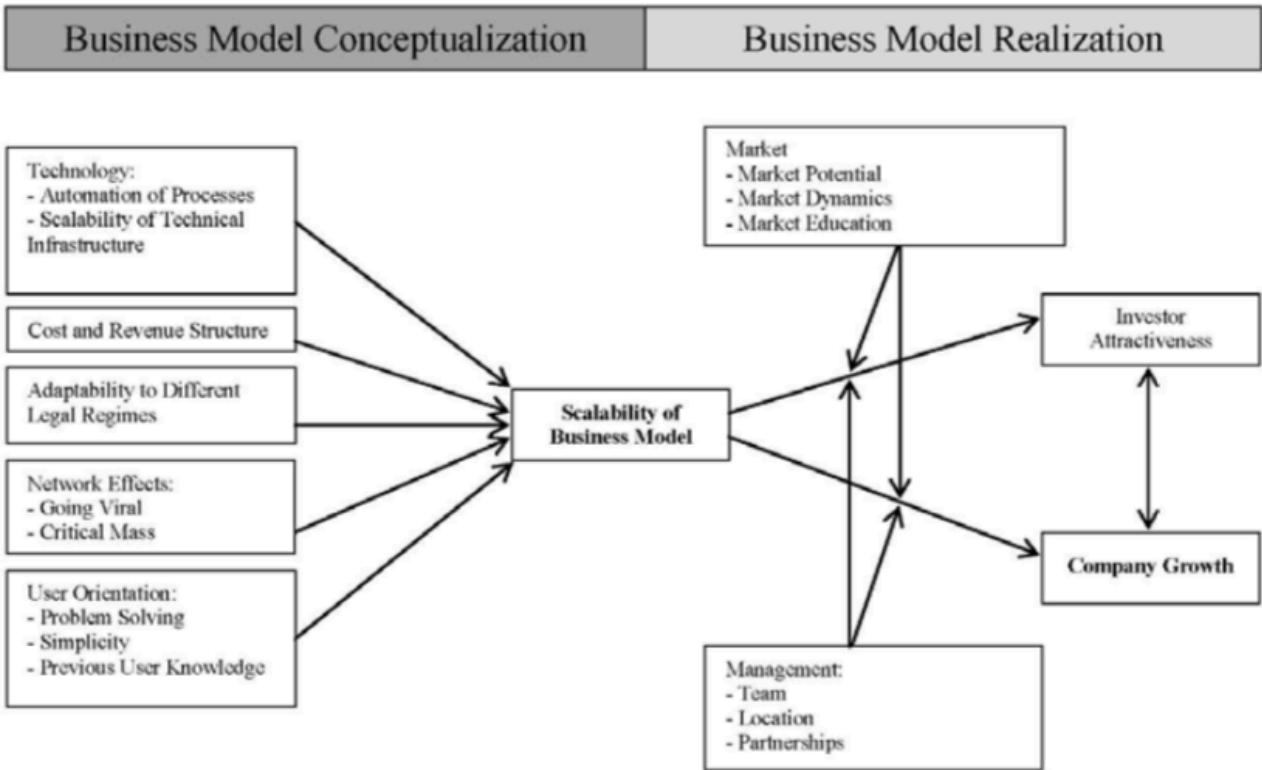 Business Model Conceptualization
Business Model Realization
Technology:
- Automation of Processes
- Scalability of Technical
Infrastructure
Cost and Revenue Structure
Adaptability to Different
Legal Regimes
Network Effects:
- Going Viral
- Critical Mass
User Orientation:
- Problem Solving
- Simplicity
- Previous User Knowledge
Scalability of
Business Model
Market
- Market Potential
- Market Dynamics
- Market Education
Investor
Attractiveness
Company Growth
Management:
- Team
- Location
- Partnerships